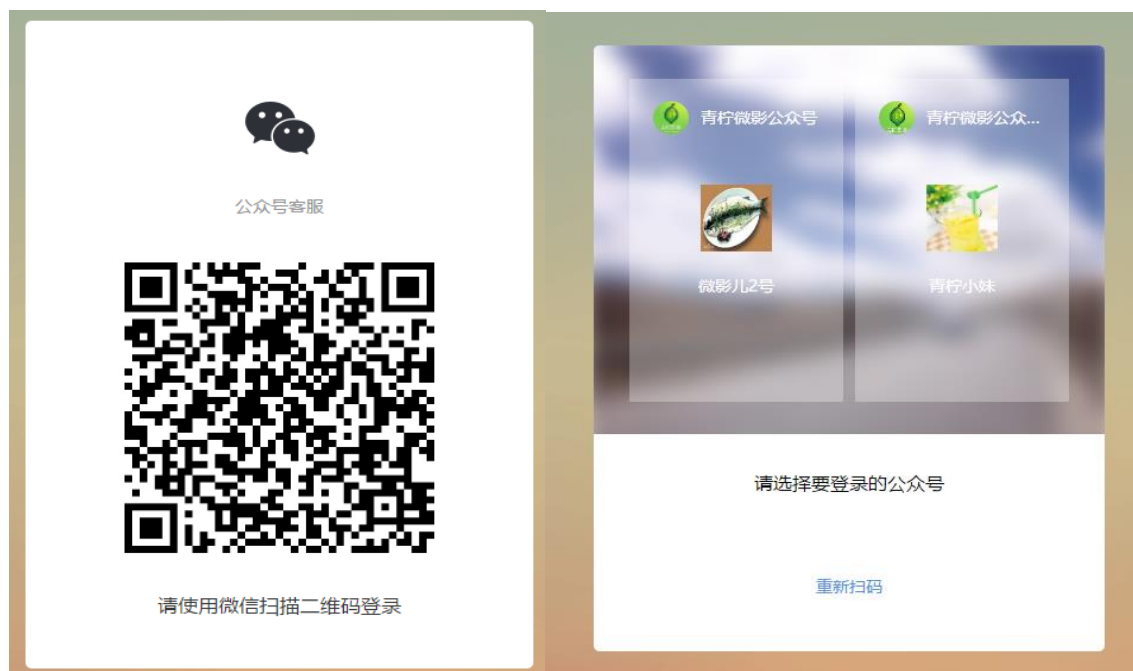 公众号客服
请使用微信扫描二维码登录
青柠微影公众号
微影儿2号
青柠微影公众...
青柠小妹
请选择要登录的公众号
重新扫码